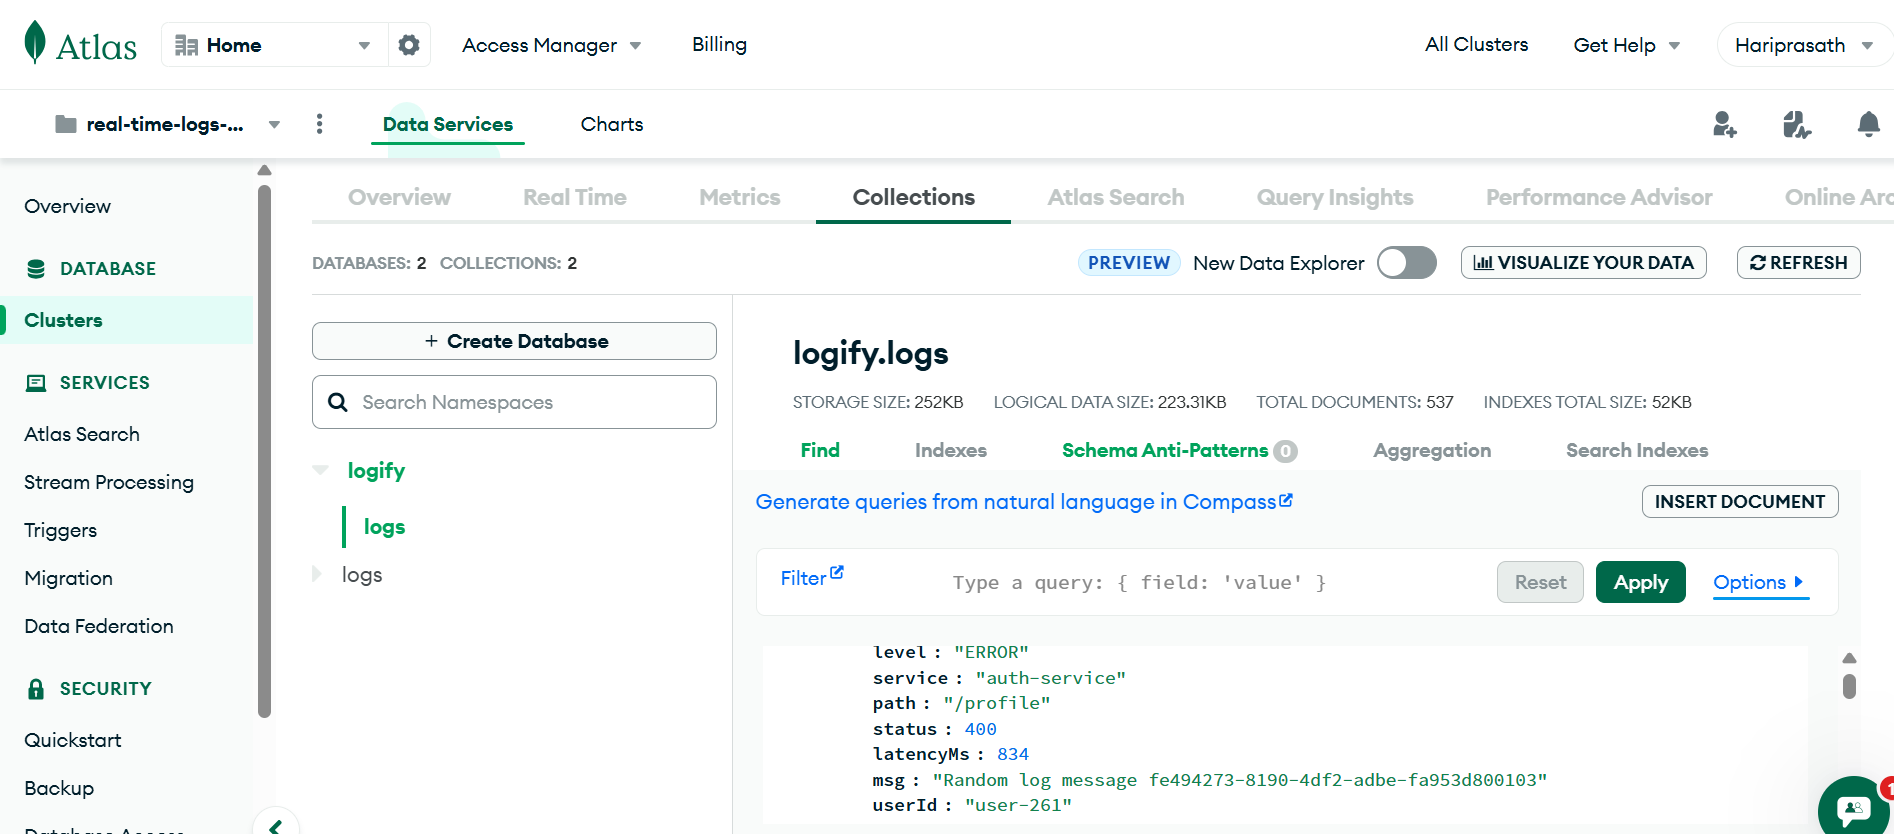 Atlas
Home
Access Manager
Billing
All Clusters
Get Help
Hariprasath
real-time-logs-...
Data Services
Charts
Overview
DATABASE
Clusters
SERVICES
Atlas Search
Stream Processing
Triggers
Migration
Data Federation
SECURITY
Quickstart
Backup
Database Access
Overview
Real Time
Metrics
Collections
Atlas Search
Query Insights
Performance Advisor
Online Arc
DATABASES: 2 COLLECTIONS: 2
PREVIEW New Data Explorer
VISUALIZE YOUR DATA
REFRESH
+ Create Database
Search Namespaces
logify
logs
logs
logify.logs
STORAGE SIZE: 252KB LOGICAL DATA SIZE: 223.31KB TOTAL DOCUMENTS: 537 INDEXES TOTAL SIZE: 52KB
Find
Indexes
Schema Anti-Patterns 0
Aggregation
Search Indexes
Generate queries from natural language in Compass
INSERT DOCUMENT
Filter
Type a query: { field: 'value' }
Reset
Apply
Options
level : "ERROR"
service : "auth-service"
path : "/profile"
status : 400
latencyMs : 834
msg : "Random log message fe494273-8190-4df2-adbe-fa953d800103"
userId : "user-261"
1